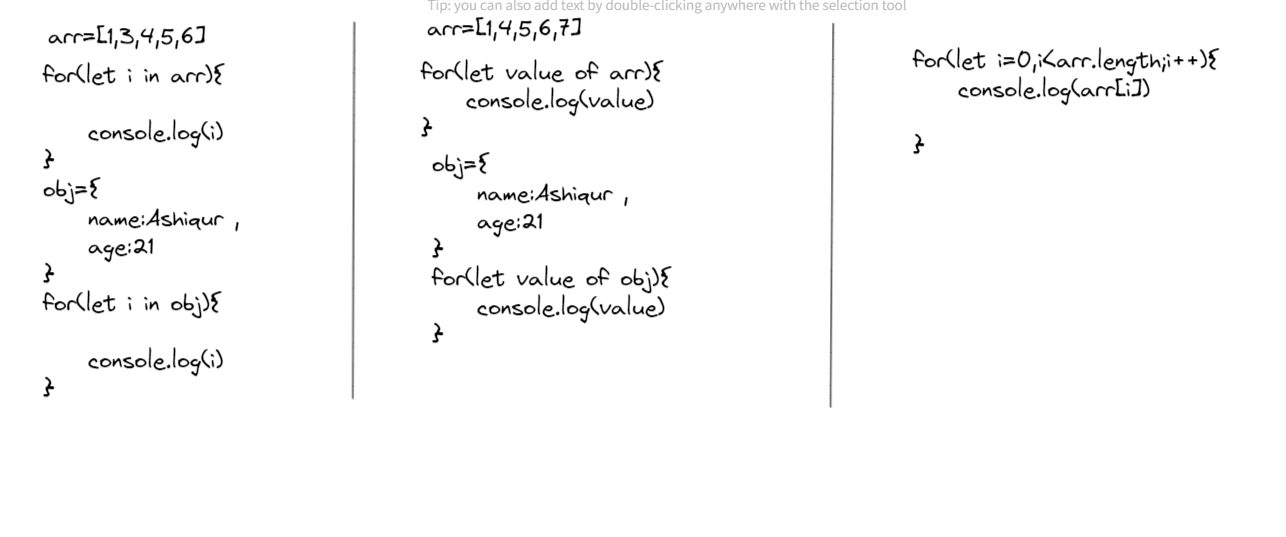 Tip: you can also add text by double-clicking anywhere with the selection tool
arr=[1,3,4,5,6]
for(let i in arr){
console.log(i)
}
obj={
name:Ashiqur ,
age:21
}
for(let i in obj){
console.log(i)
}
arr=[1,4,5,6,7]
for(let value of arr){
console.log(value)
}
obj={
name:Ashiqur ,
age:21
}
for(let value of obj){
console.log(value)
}
for(let i=0,i<arr.length;i++){
console.log(arr[i])
}